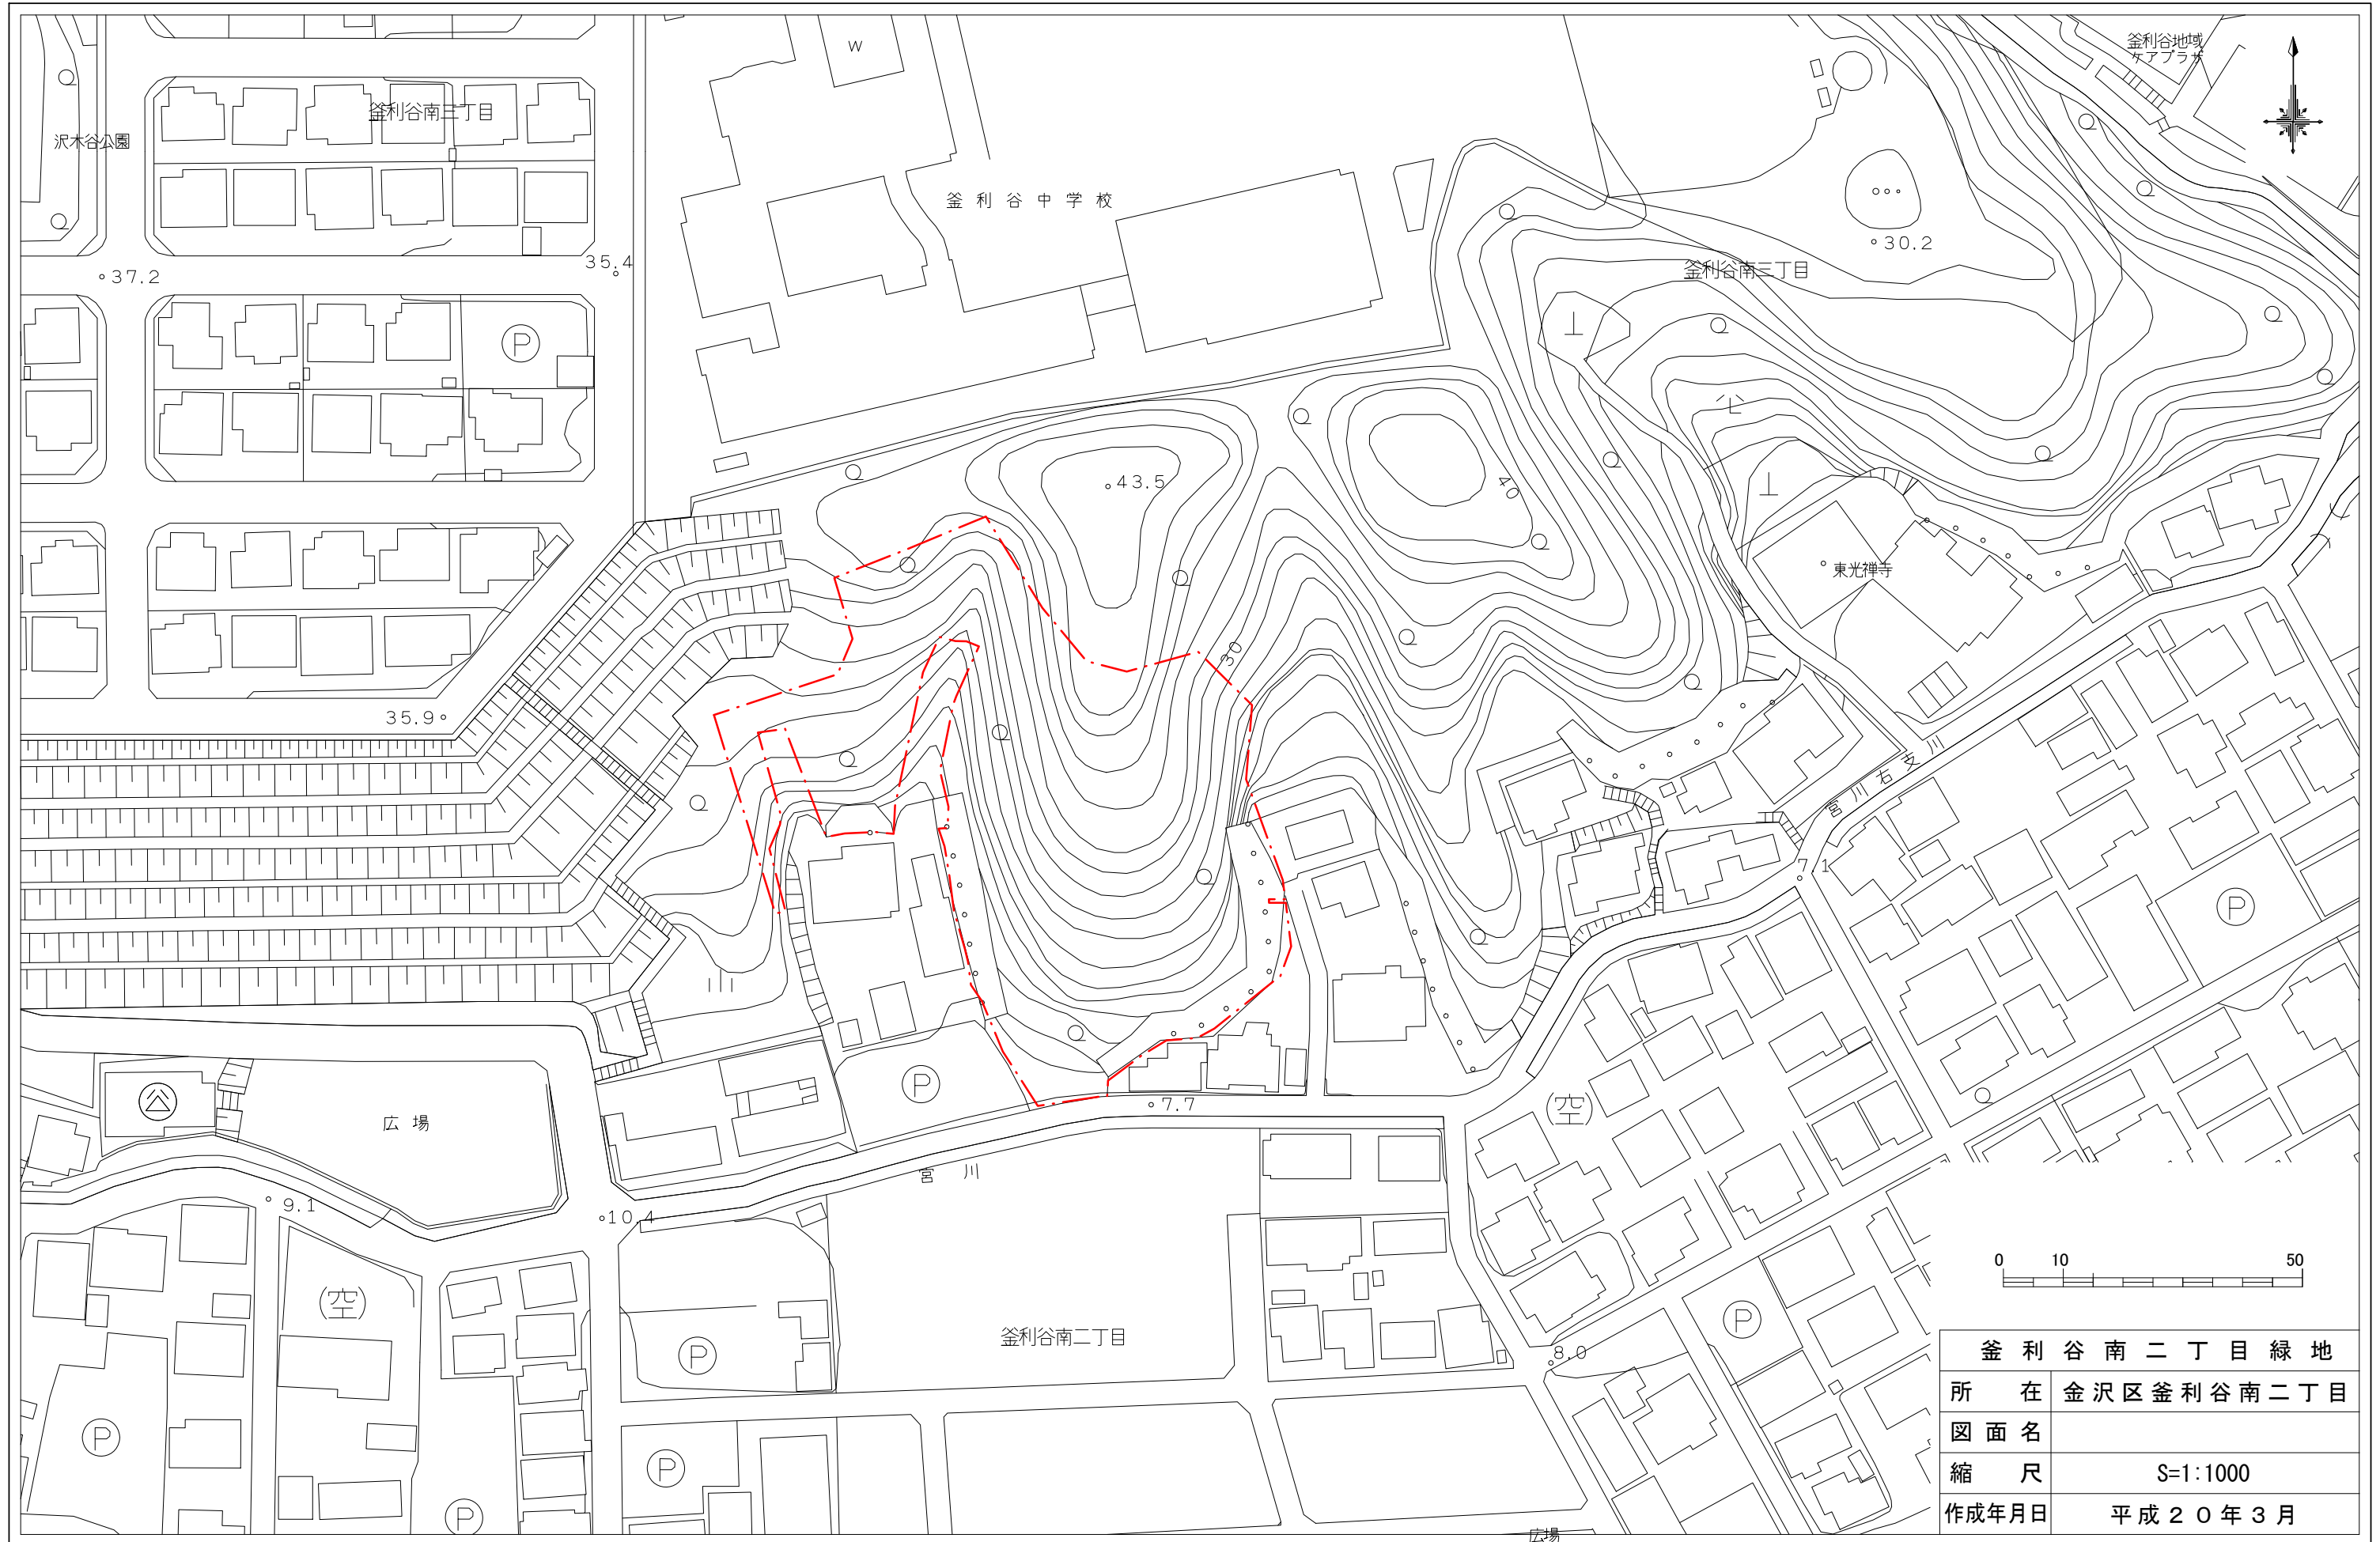 W
釜利谷地域
ケアプラザ
釜利谷南三丁目
沢木谷公園
釜利谷中学校
30.2
35.4
37.2
釜利谷南三丁目
P
43.5
40
東光禅寺
30
35.9
宮川右支川
7.1
P
P
7.7
(空)
広場
宮川
9.1
10.4
(空)
0 10 50
P
釜利谷南二丁目
P
8.0
P
P
P
広場
釜利谷南二丁目緑地
所在 金沢区釜利谷南二丁目
図面名
縮尺 S=1:1000
作成年月日 平成20年3月